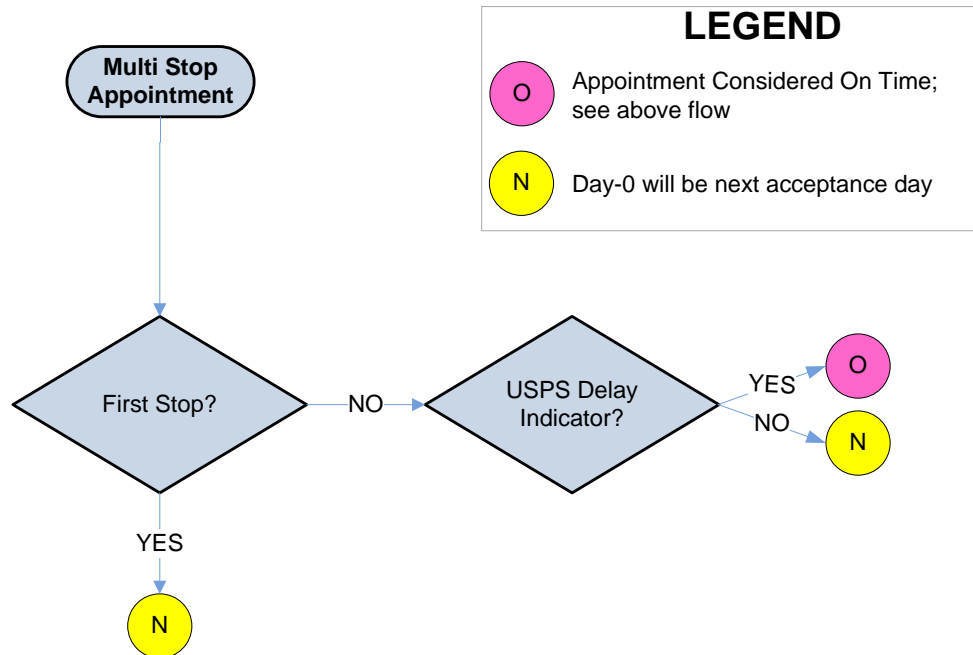 LEGEND
O
Appointment Considered On Time;
see above flow
N
Day-0 will be next acceptance day
Multi Stop
Appointment
First Stop?
NO
USPS Delay
Indicator?
YES
O
NO
N
YES
N